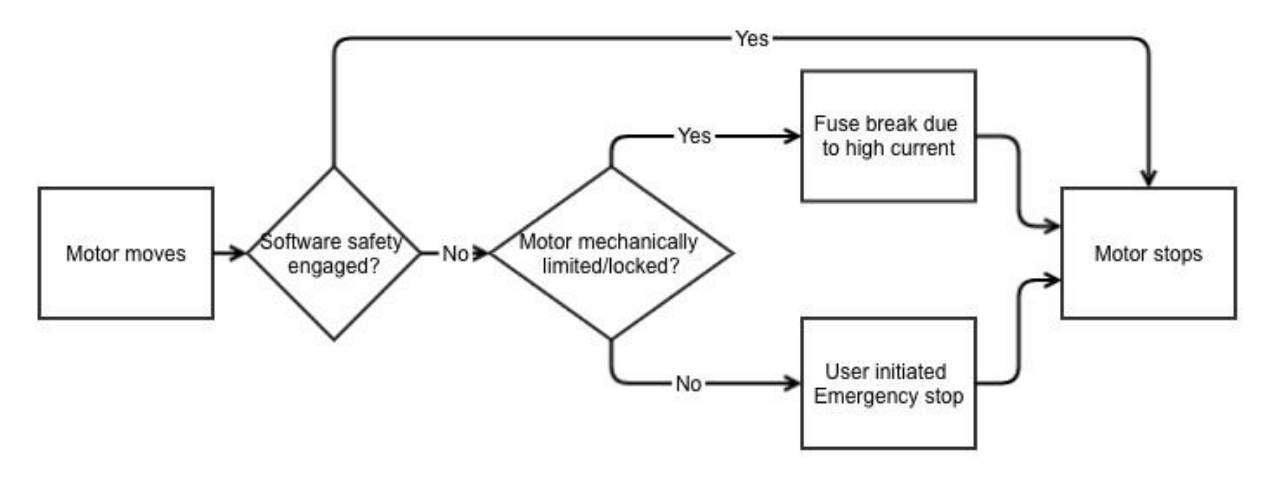 Yes
Fuse break due
to high current
Yes
Motor moves
Software safety
engaged?
No
Motor mechanically
limited/locked?
Motor stops
No
User initiated
Emergency stop